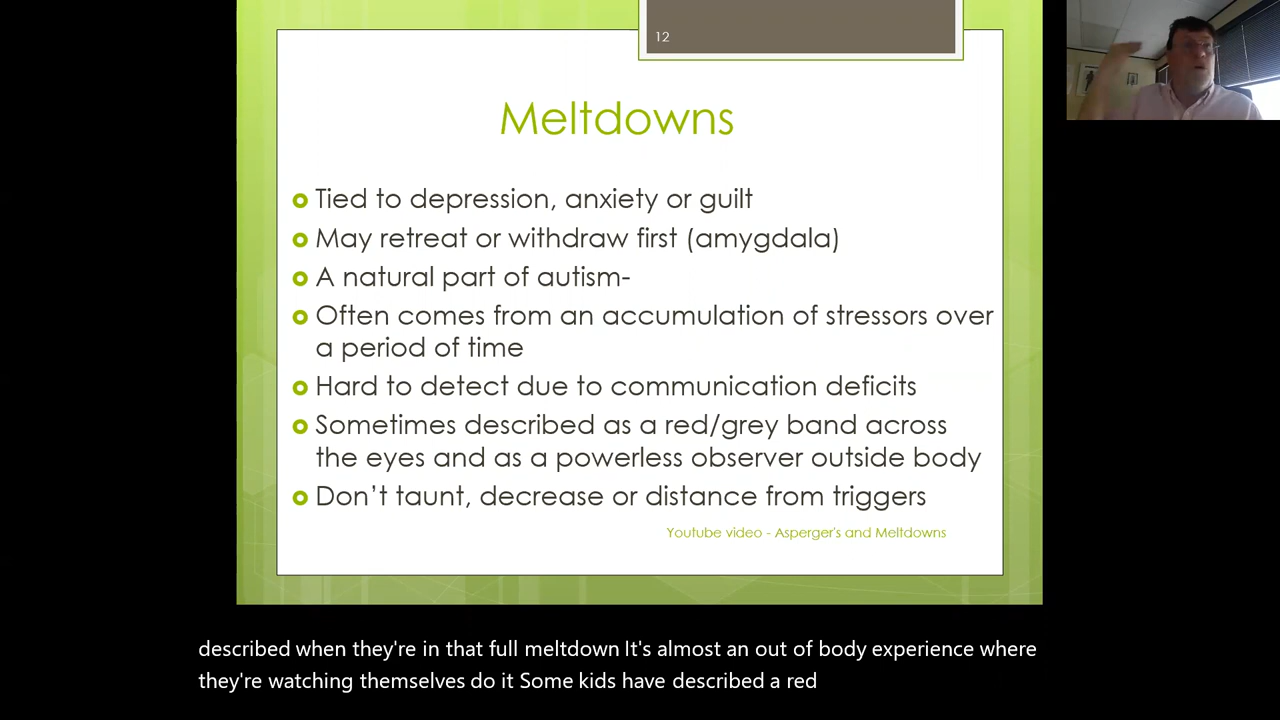 12
Meltdowns
Tied to depression, anxiety or guilt
May retreat or withdraw first (amygdala)
A natural part of autism-
Often comes from an accumulation of stressors over
a period of time
Hard to detect due to communication deficits
Sometimes described as a red/grey band across
the eyes and as a powerless observer outside body
Don't taunt, decrease or distance from triggers
Youtube video - Asperger's and Meltdowns
described when they're in that full meltdown It's almost an out of body experience where
they're watching themselves do it Some kids have described a red